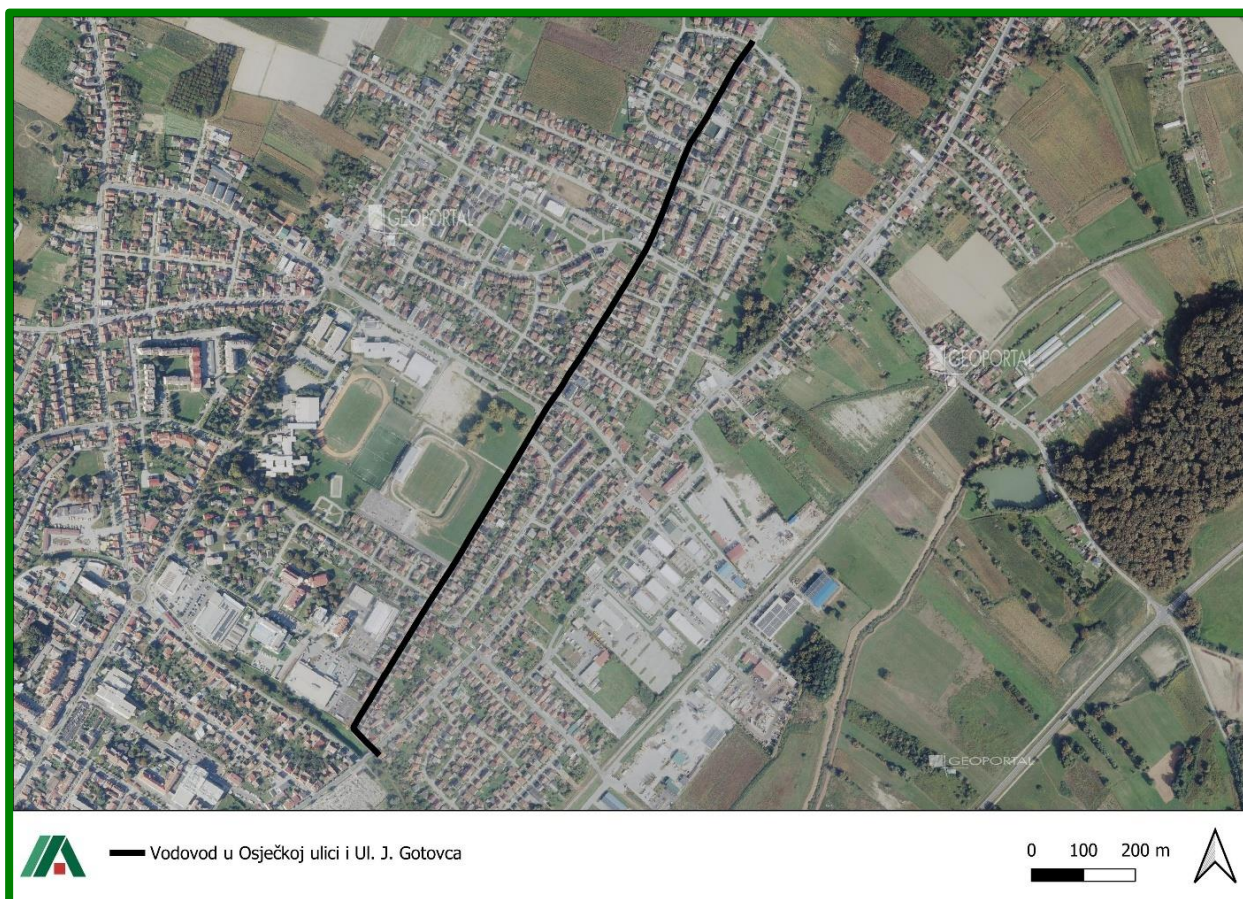 GEOPORTAL
GEOPORTAL
GEOPORTAL
Vodovod u Osječkoj ulici i Ul. J. Gotovca
0 100 200 m